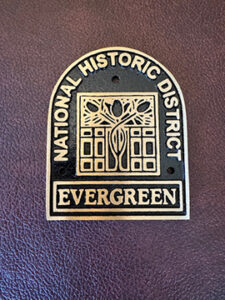 NATIONAL HISTORIC DISTRICT
EVERGREEN